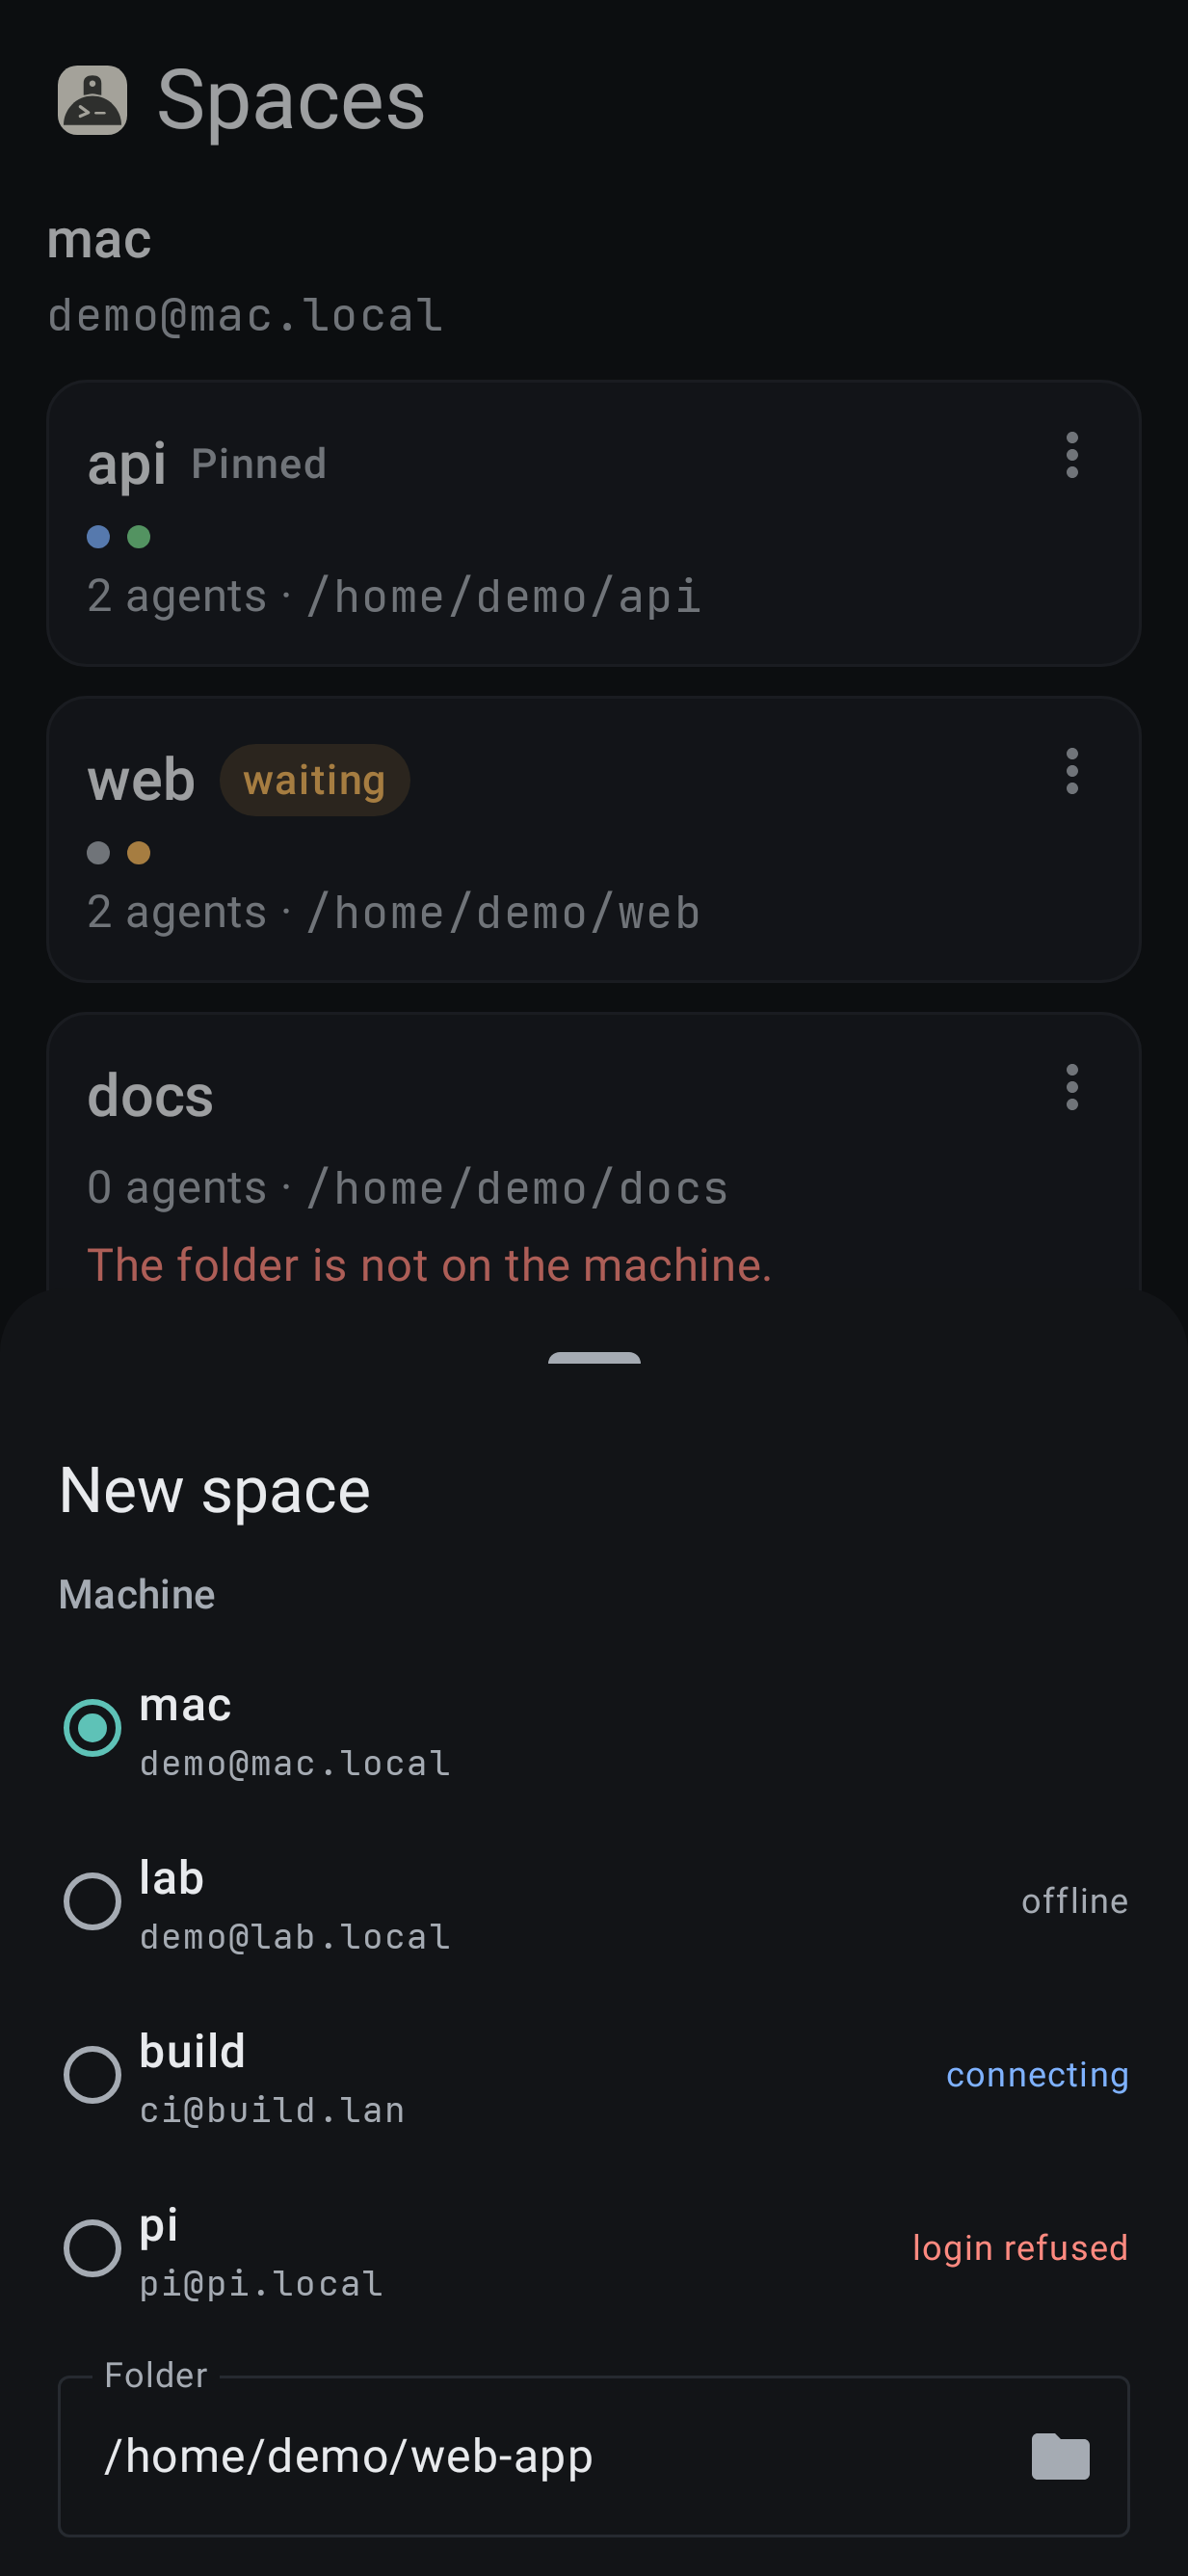 Spaces
mac
demo@mac.local
api Pinned
2 agents · /home/demo/api
web waiting
2 agents · /home/demo/web
docs
0 agents · /home/demo/docs
The folder is not on the machine.
New space
Machine
mac
demo@mac.local
lab
demo@lab.local
offline
build
ci@build.lan
connecting
pi
pi@pi.local
login refused
Folder
/home/demo/web-app